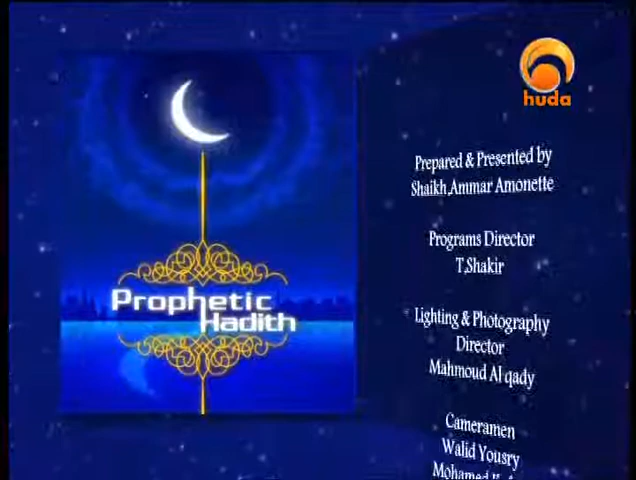 huda
Prophetic
Hadith
Prepared & Presented by
Shaikh,Ammar Amonette
Programs Director
T,Shakir
Lighting & Photography
Director
Mahmoud Al qady
Cameramen
Walid Yousry
Mohamed